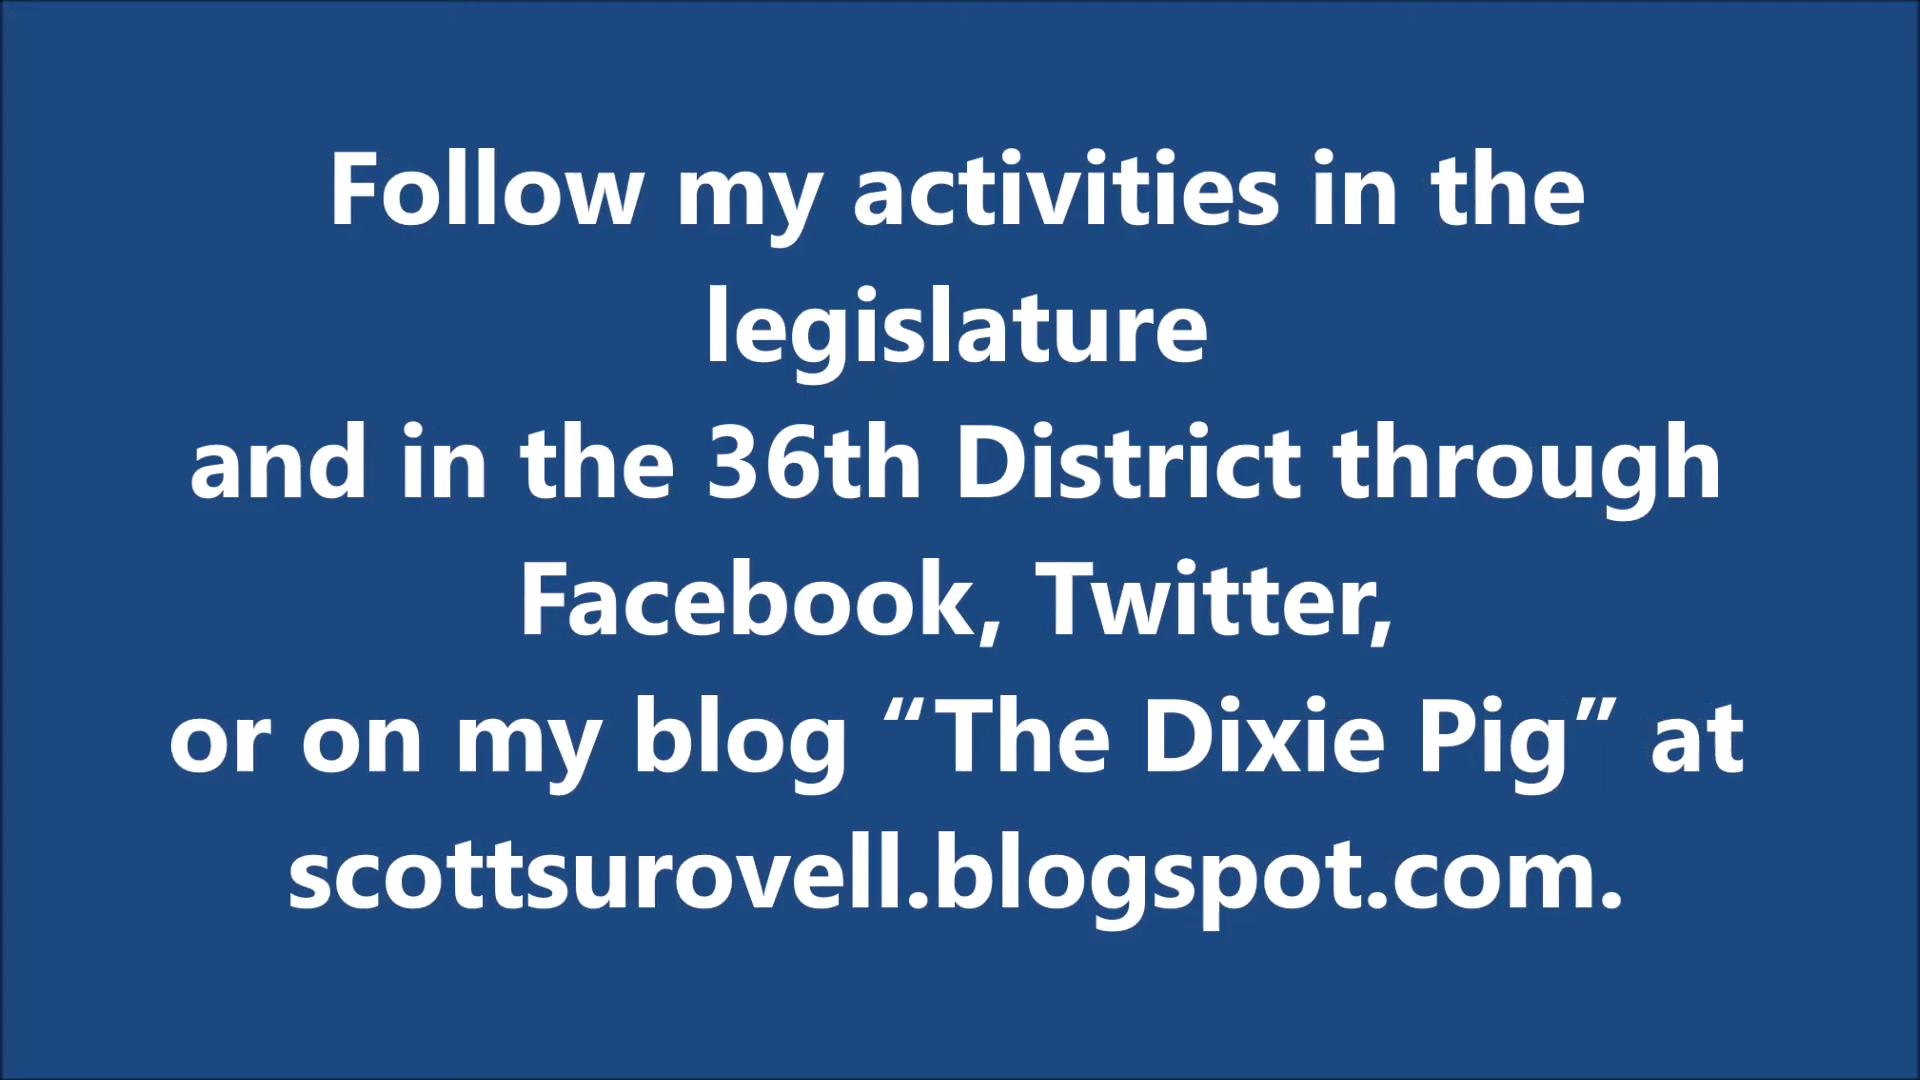 Follow my activities in the
legislature
and in the 36th District through
Facebook, Twitter,
or on my blog “The Dixie Pig” at
scottsurovell.blogspot.com.